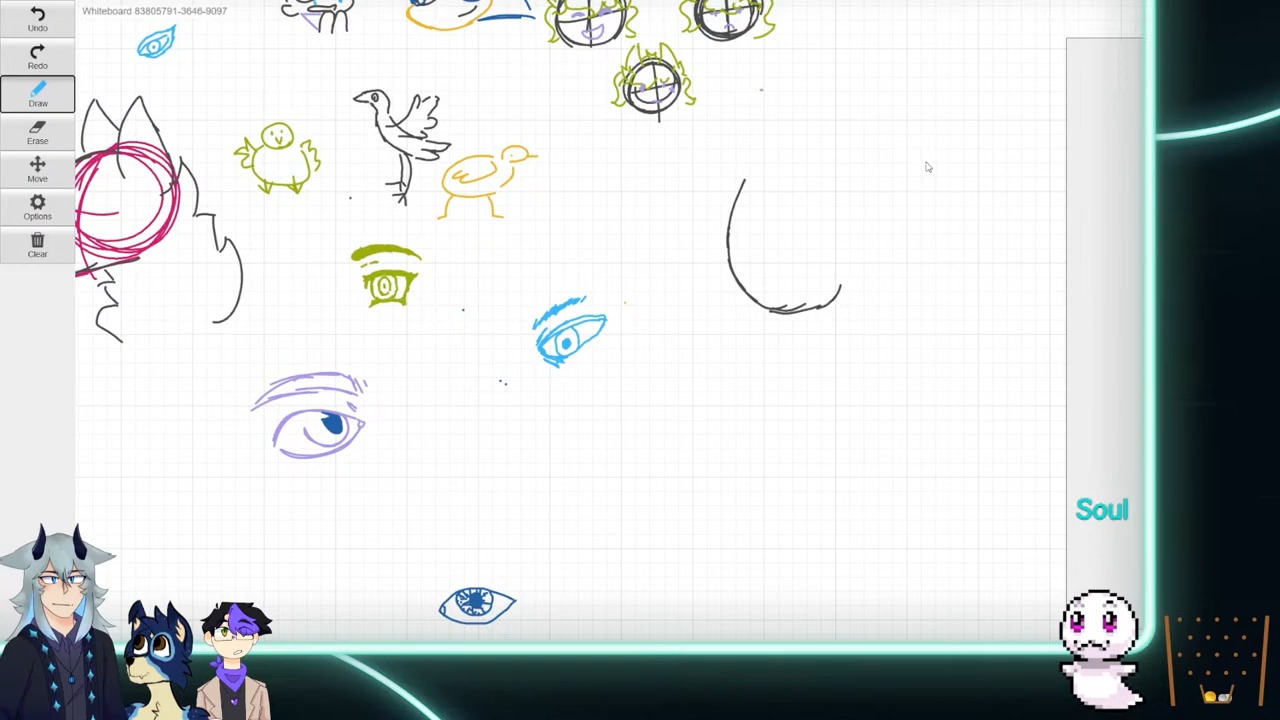 Whiteboard 83805791-3646-9097
Undo
Redo
Draw
Erase
Move
Options
Clear
Soul